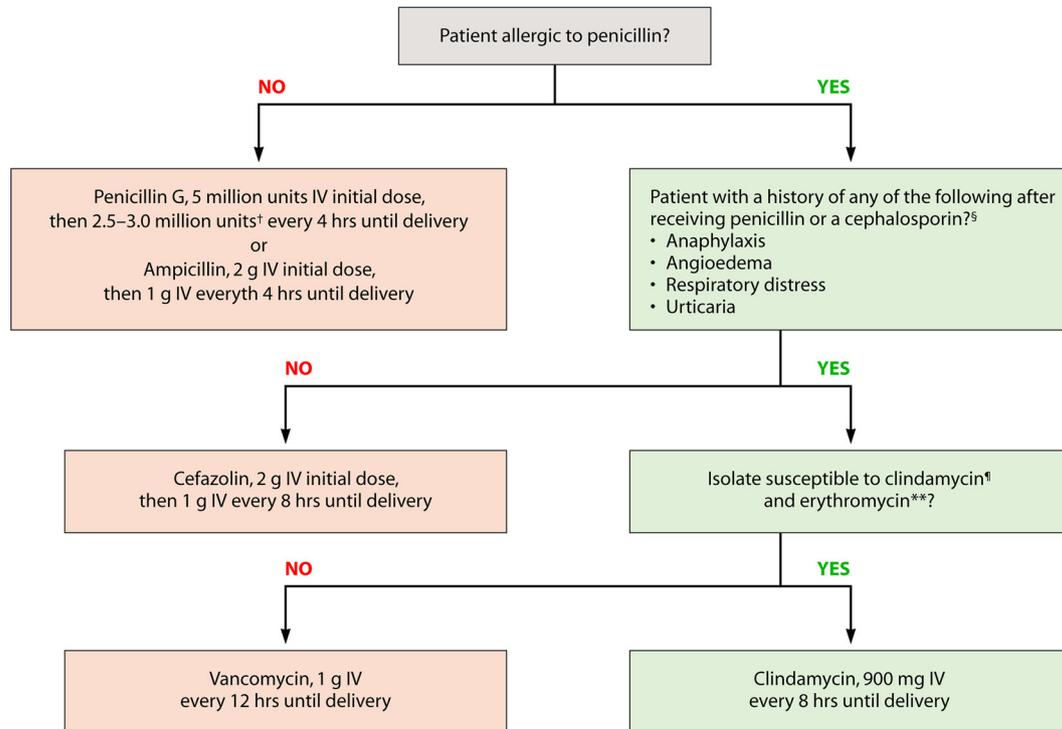 Patient allergic to penicillin?
NO
YES
Penicillin G, 5 million units IV initial dose,
then 2.5–3.0 million units† every 4 hrs until delivery
or
Ampicillin, 2 g IV initial dose,
then 1 g IV everyth 4 hrs until delivery
Patient with a history of any of the following after
receiving penicillin or a cephalosporin?§
• Anaphylaxis
• Angioedema
• Respiratory distress
• Urticaria
NO
YES
Cefazolin, 2 g IV initial dose,
then 1 g IV every 8 hrs until delivery
Isolate susceptible to clindamycin¶
and erythromycin**?
NO
YES
Vancomycin, 1 g IV
every 12 hrs until delivery
Clindamycin, 900 mg IV
every 8 hrs until delivery